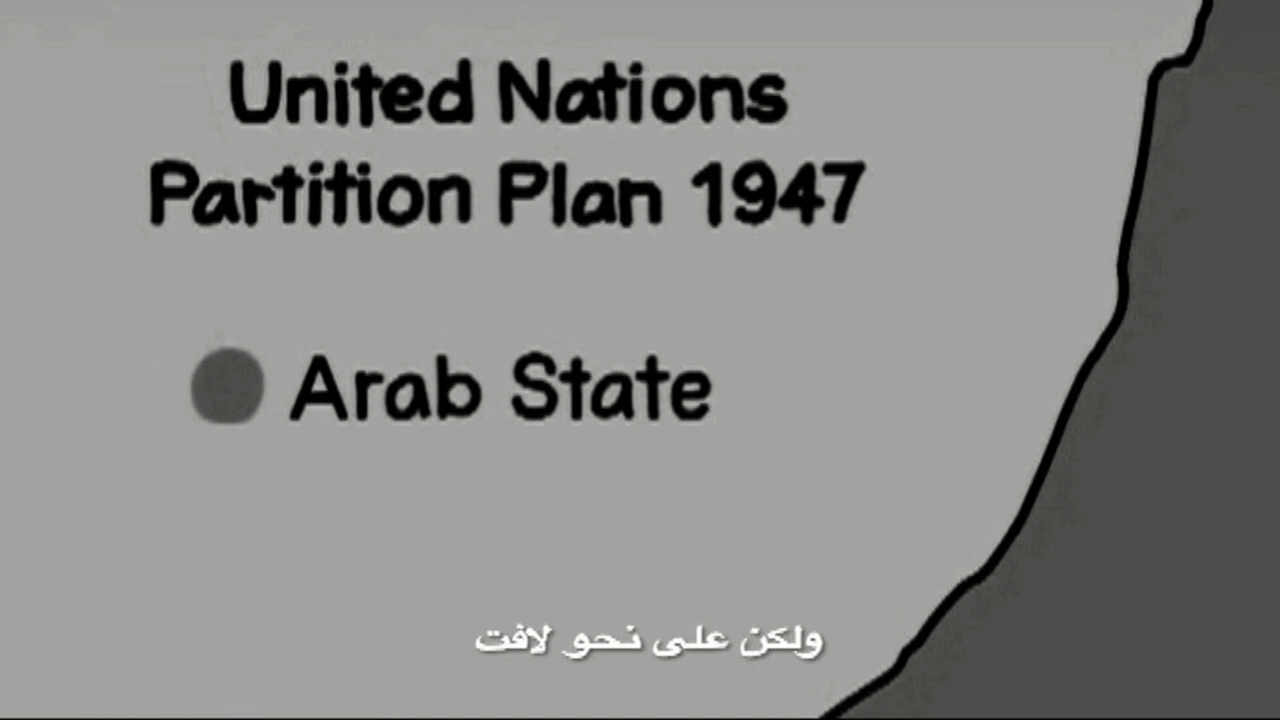 United Nations
Partition Plan 1947
Arab State
ولكن على نحو لافت